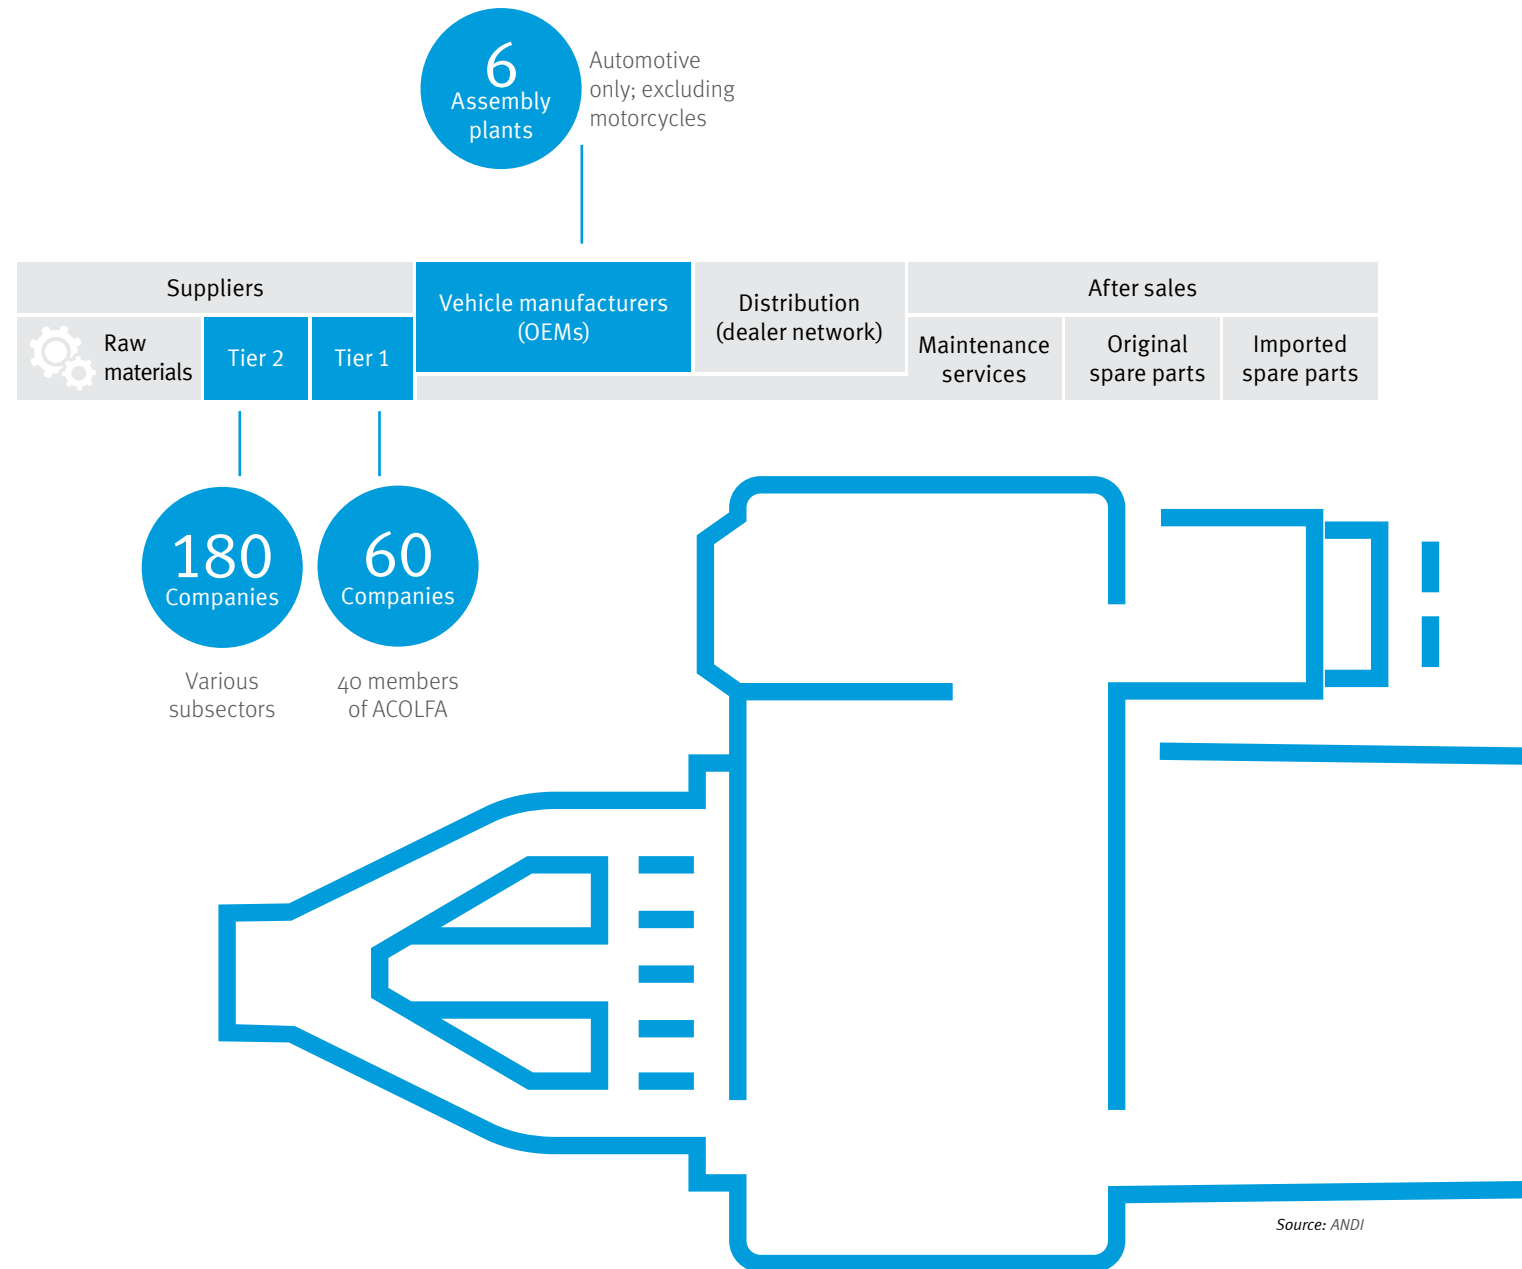 6
Assembly
plants
Automotive
only; excluding
motorcycles
Suppliers
Raw
materials
Tier 2
Tier 1
Vehicle manufacturers
(OEMs)
Distribution
(dealer network)
After sales
Maintenance
services
Original
spare parts
Imported
spare parts
180
Companies
Various
subsectors
60
Companies
40 members
of ACOLFA
Source: ANDI